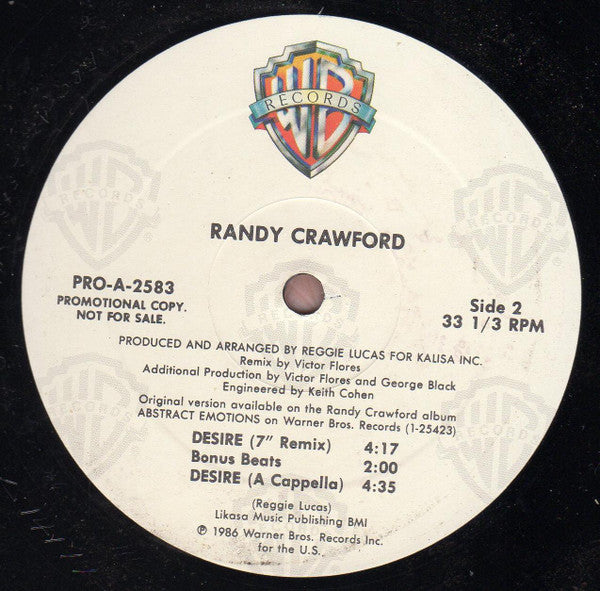 WB
RECORDS
RANDY CRAWFORD
PRO-A-2583
PROMOTIONAL COPY.
NOT FOR SALE.
Side 2
33 1/3 RPM
PRODUCED AND ARRANGED BY REGGIE LUCAS FOR KALISA INC.
Remix by Victor Flores
Additional Production by Victor Flores and George Black
Engineered by Keith Cohen
Original version available on the Randy Crawford album
ABSTRACT EMOTIONS on Warner Bros. Records (1-25423)
DESIRE (7" Remix) 4:17
Bonus Beats 2:00
DESIRE (A Cappella) 4:35
(Reggie Lucas)
Likasa Music Publishing BMI
℗ 1986 Warner Bros. Records Inc.
for the U.S.